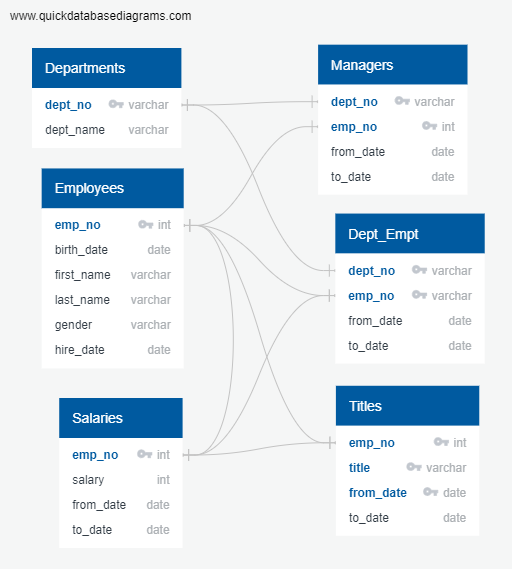 www.quickdatabasediagrams.com
Departments
dept_no varchar
dept_name varchar
Managers
dept_no varchar
emp_no int
from_date date
to_date date
Employees
emp_no int
birth_date date
first_name varchar
last_name varchar
gender varchar
hire_date date
Dept_Empt
dept_no varchar
emp_no varchar
from_date date
to_date date
Salaries
emp_no int
salary int
from_date date
to_date date
Titles
emp_no int
title varchar
from_date date
to_date date